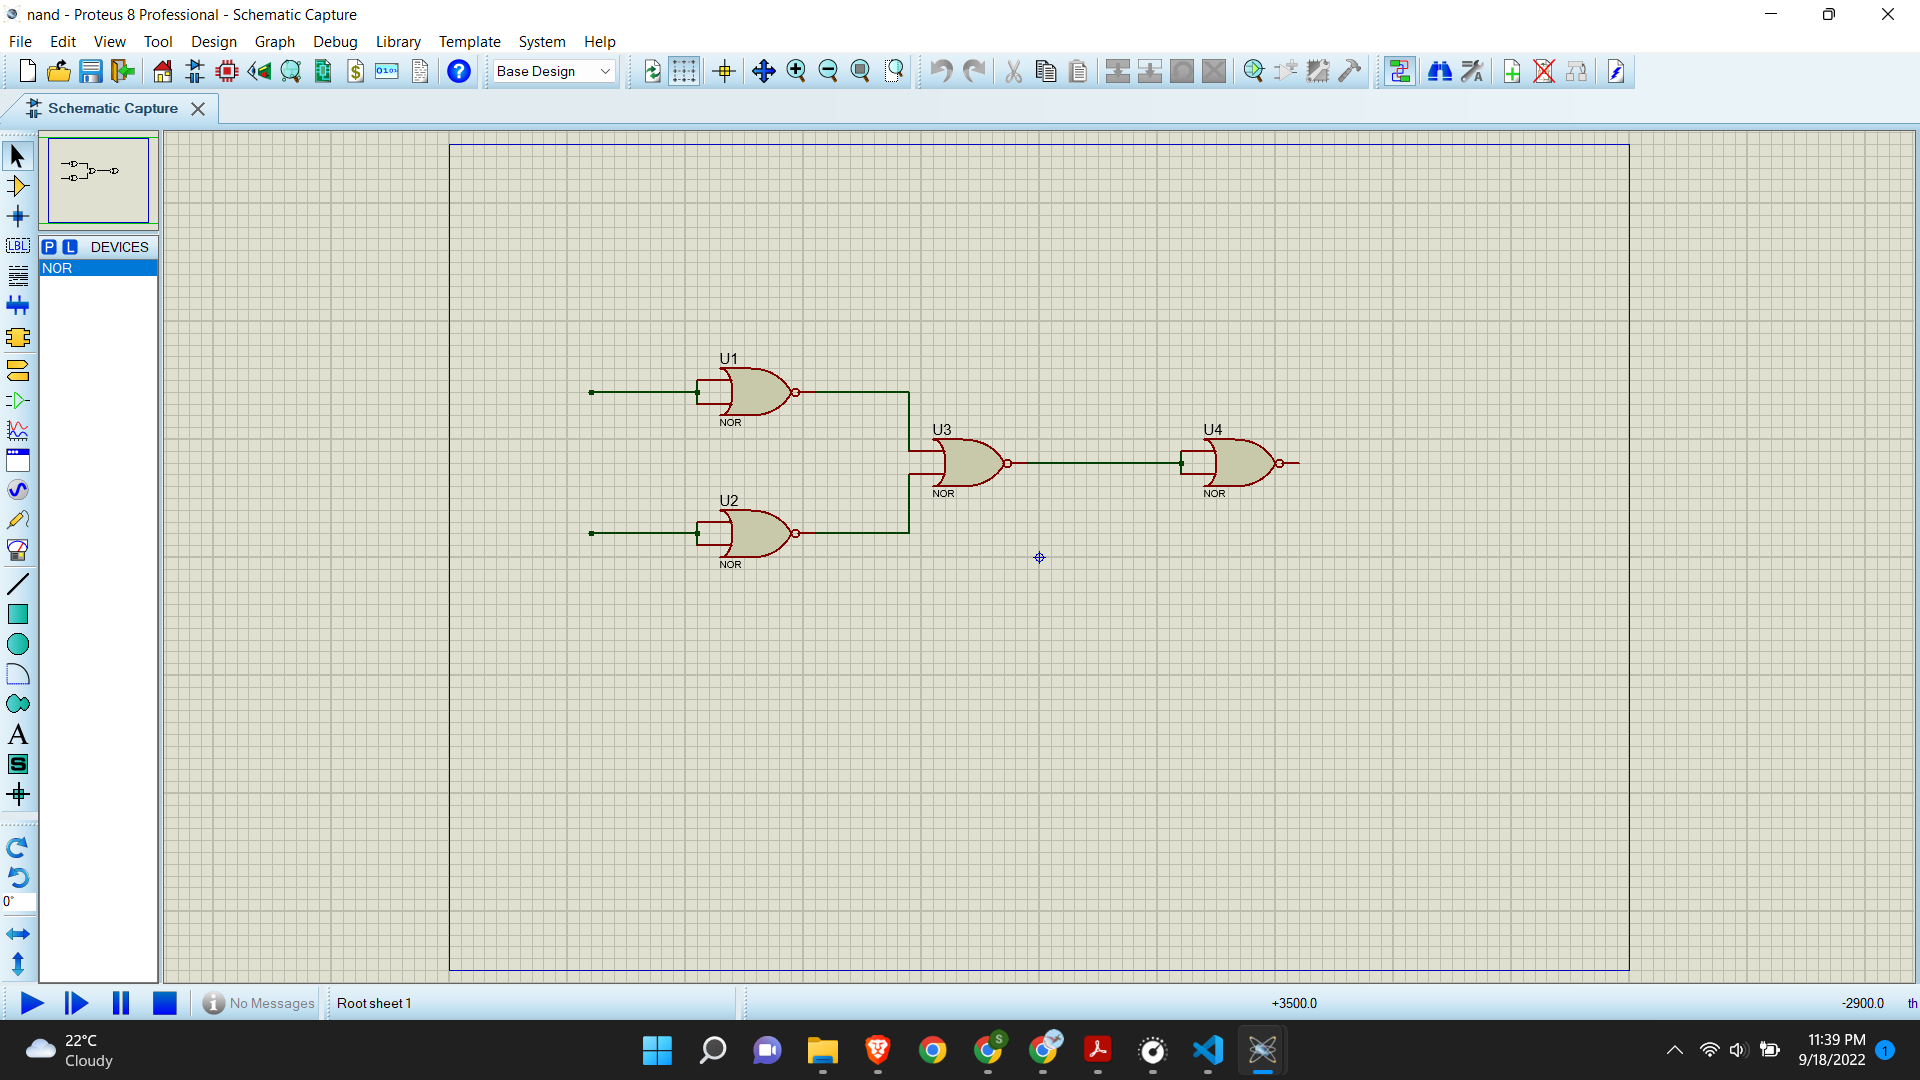 nand - Proteus 8 Professional - Schematic Capture
File Edit View Tool Design Graph Debug Library Template System Help
Base Design
Schematic Capture
P L DEVICES
NOR
LBL
A
S
0°
U1
NOR
U2
NOR
U3
NOR
U4
NOR
No Messages
Root sheet 1
+3500.0
-2900.0
th
22°C
Cloudy
S
11:39 PM
9/18/2022
1